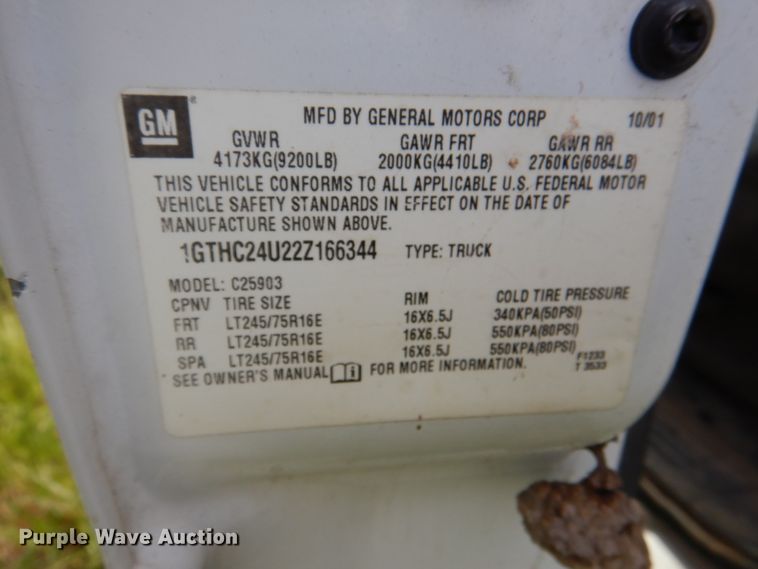 GM
MFD BY GENERAL MOTORS CORP 10/01
GVWR GAWR FRT GAWR RR
4173KG(9200LB) 2000KG(4410LB) 2760KG(6084LB)
THIS VEHICLE CONFORMS TO ALL APPLICABLE U.S. FEDERAL MOTOR
VEHICLE SAFETY STANDARDS IN EFFECT ON THE DATE OF
MANUFACTURE SHOWN ABOVE.
1GTHC24U22Z166344 TYPE: TRUCK
MODEL: C25903
CPNV TIRE SIZE RIM COLD TIRE PRESSURE
FRT LT245/75R16E 16X6.5J 340KPA(50PSI)
RR LT245/75R16E 16X6.5J 550KPA(80PSI)
SPA LT245/75R16E 16X6.5J 550KPA(80PSI)
SEE OWNER'S MANUAL FOR MORE INFORMATION.
F1233
T 3533
Purple Wave Auction